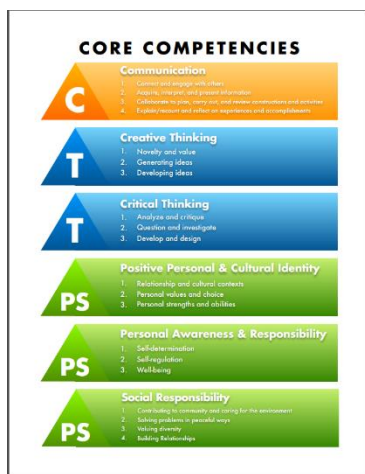 CORE COMPETENCIES
Communication
1. Connect and engage with others
2. Acquire, interpret, and present information
3. Collaborate to plan, carry out, and review constructions and activities
4. Explain/recount and reflect on experiences and accomplishments
C
Creative Thinking
1. Novelty and value
2. Generating ideas
3. Developing ideas
T
Critical Thinking
1. Analyze and critique
2. Question and investigate
3. Develop and design
T
Positive Personal & Cultural Identity
1. Relationship and cultural contexts
2. Personal values and choice
3. Personal strengths and abilities
PS
Personal Awareness & Responsibility
1. Self-determination
2. Self-regulation
3. Well-being
PS
Social Responsibility
1. Contributing to community and caring for the environment
2. Solving problems in peaceful ways
3. Valuing diversity
4. Building Relationships
PS